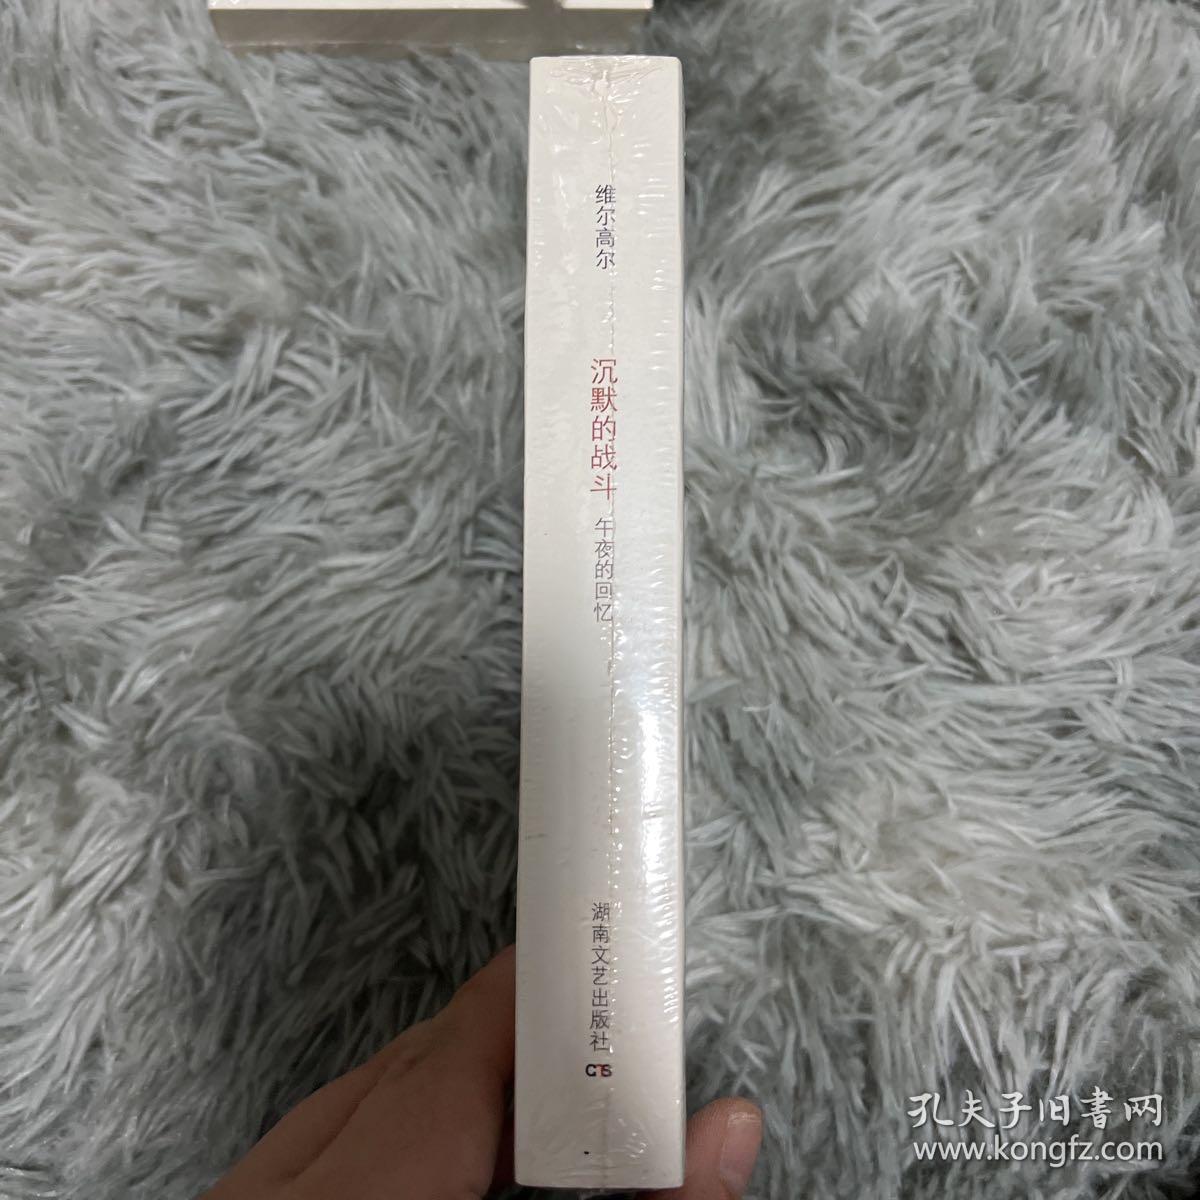 维尔高尔
沉默的战斗
午夜的回忆
湖南文艺出版社
CTS
孔夫子旧書网
www.kongfz.com